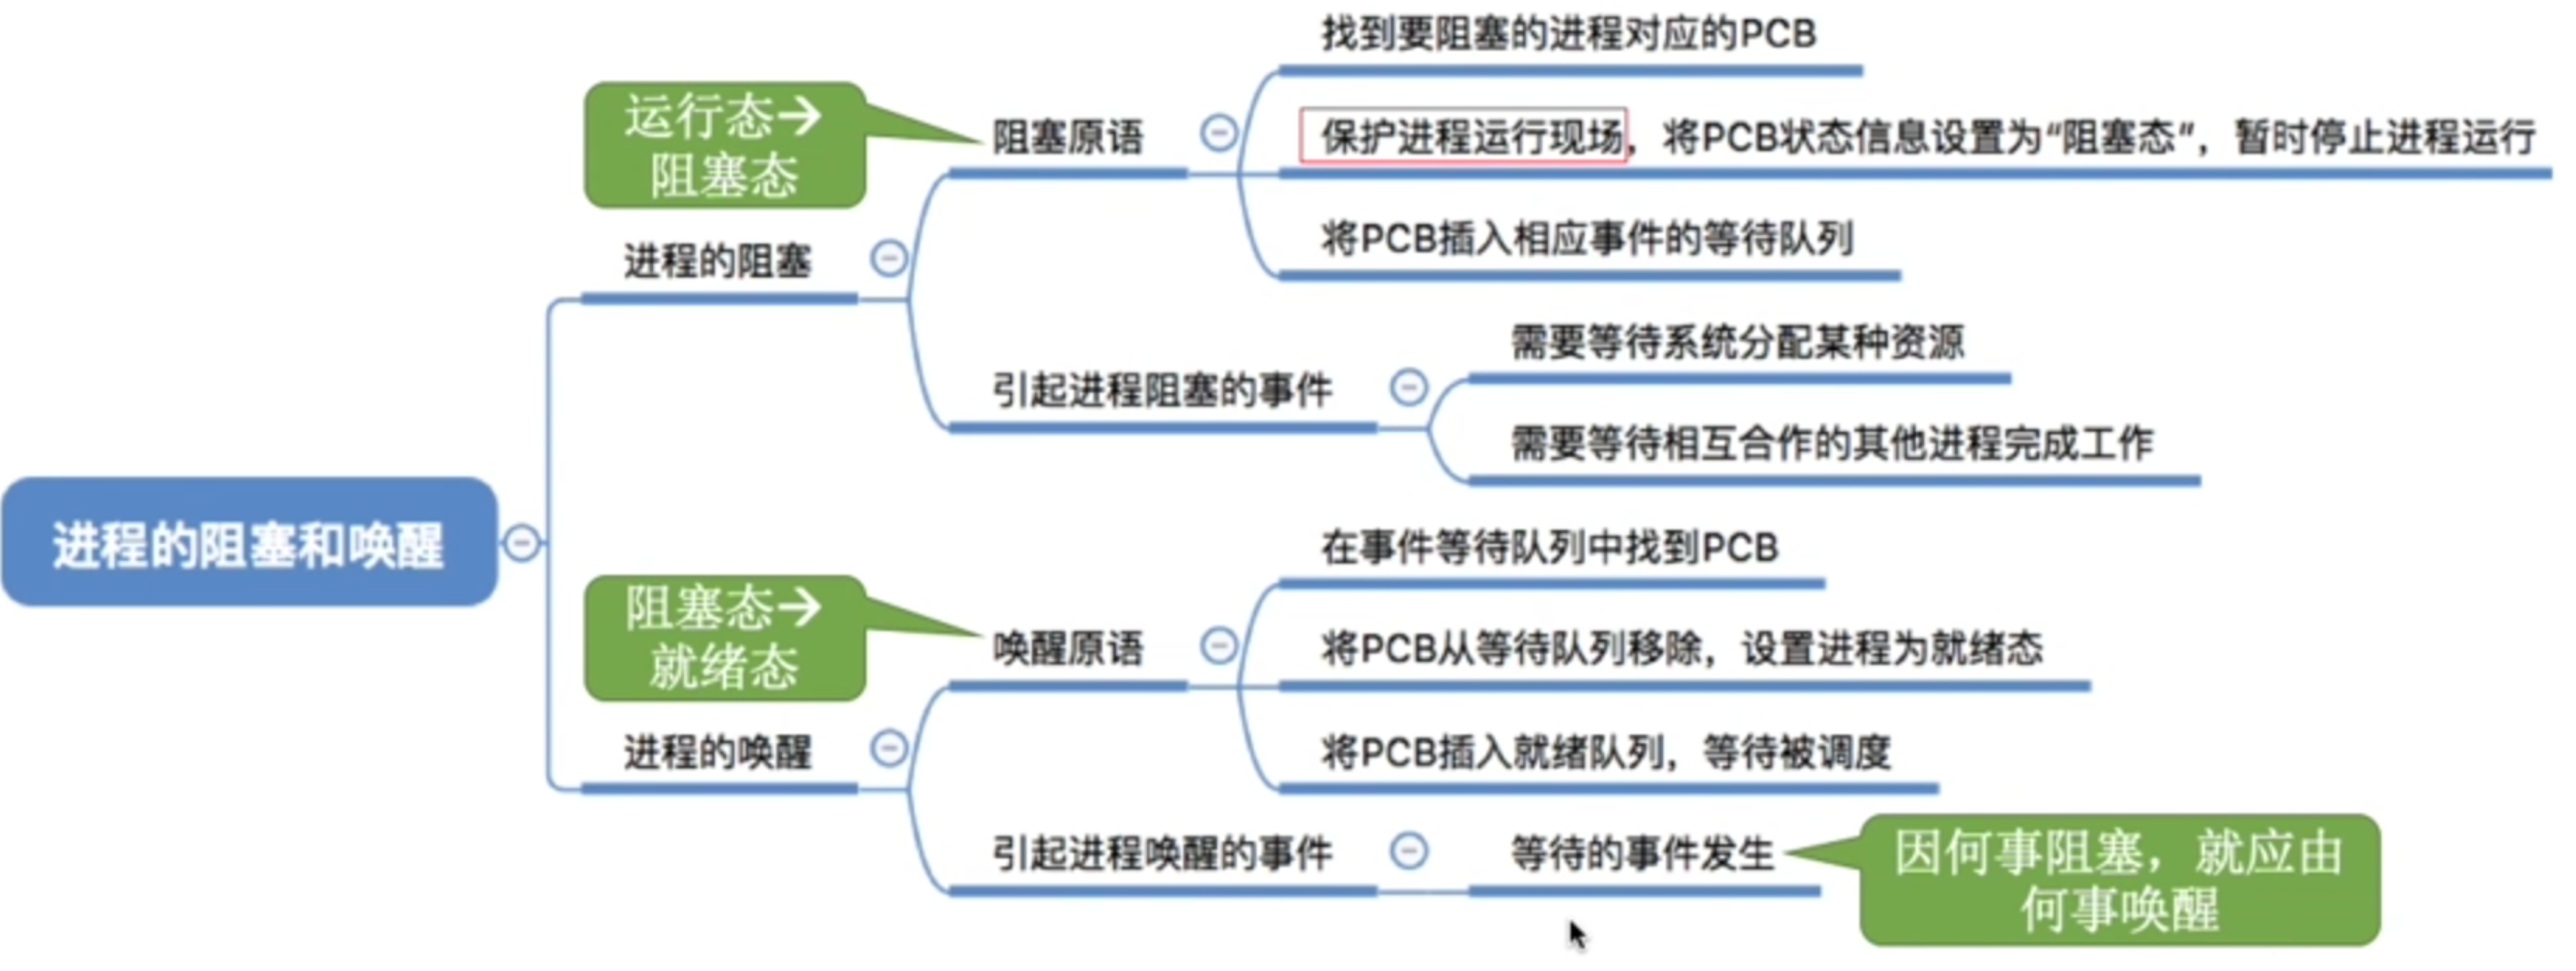 找到要阻塞的进程对应的PCB
运行态→
阻塞态
阻塞原语
保护进程运行现场，将PCB状态信息设置为“阻塞态”，暂时停止进程运行
将PCB插入相应事件的等待队列
进程的阻塞
需要等待系统分配某种资源
引起进程阻塞的事件
需要等待相互合作的其他进程完成工作
进程的阻塞和唤醒
在事件等待队列中找到PCB
阻塞态→
就绪态
唤醒原语
将PCB从等待队列移除，设置进程为就绪态
进程的唤醒
将PCB插入就绪队列，等待被调度
引起进程唤醒的事件
等待的事件发生
因何事阻塞，就应由
何事唤醒